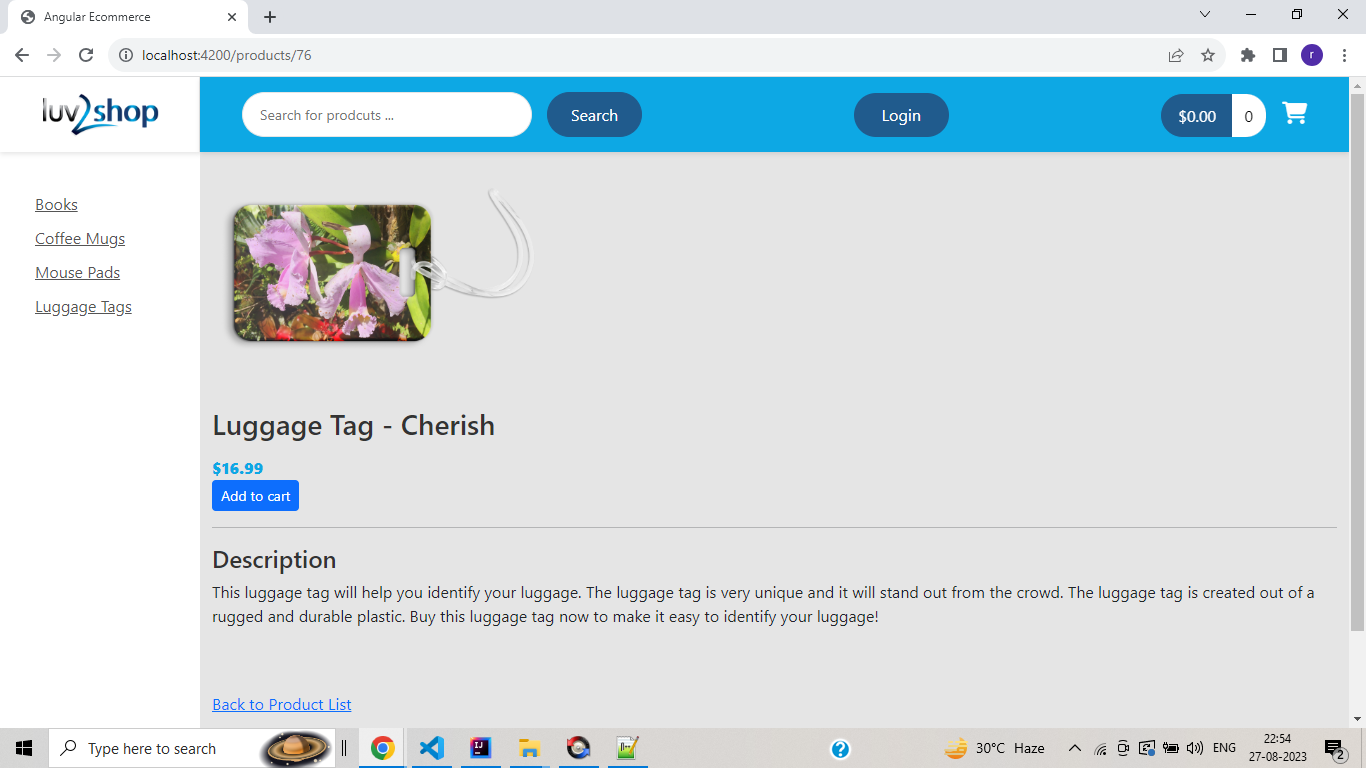 Angular Ecommerce
localhost:4200/products/76
r
luv2shop
Search for prodcuts ...
Search
Login
$0.00
0
Books
Coffee Mugs
Mouse Pads
Luggage Tags
Luggage Tag - Cherish
$16.99
Add to cart
Description
This luggage tag will help you identify your luggage. The luggage tag is very unique and it will stand out from the crowd. The luggage tag is created out of a
rugged and durable plastic. Buy this luggage tag now to make it easy to identify your luggage!
Back to Product List
Type here to search
30°C Haze
ENG
22:54
27-08-2023
2